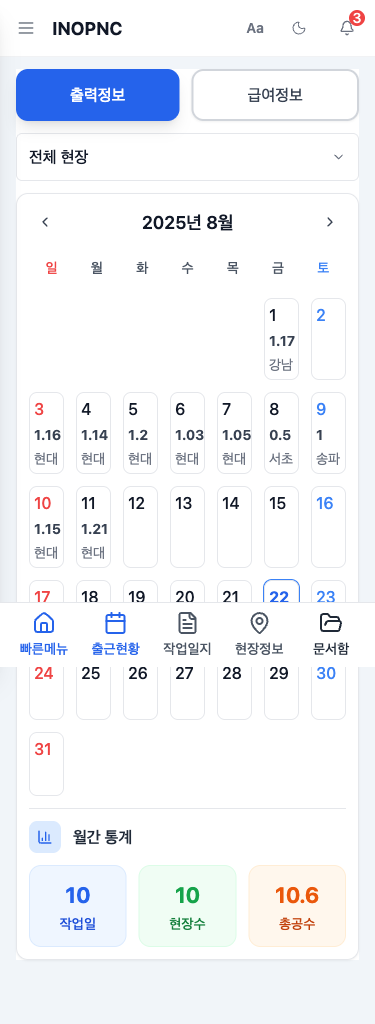 INOPNC
Aa
3
출력정보 급여정보
전체 현장
2025년 8월
일 월 화 수 목 금 토
1 2
1.17
강남
3 4 5 6 7 8 9
1.16 1.14 1.2 1.03 1.05 0.5 1
현대 현대 현대 현대 현대 서초 송파
10 11 12 13 14 15 16
1.15 1.21
현대 현대
17 18 19 20 21 22 23
빠른메뉴 출근현황 작업일지 현장정보 문서함
24 25 26 27 28 29 30
31
월간 통계
10 10 10.6
작업일 현장수 총공수